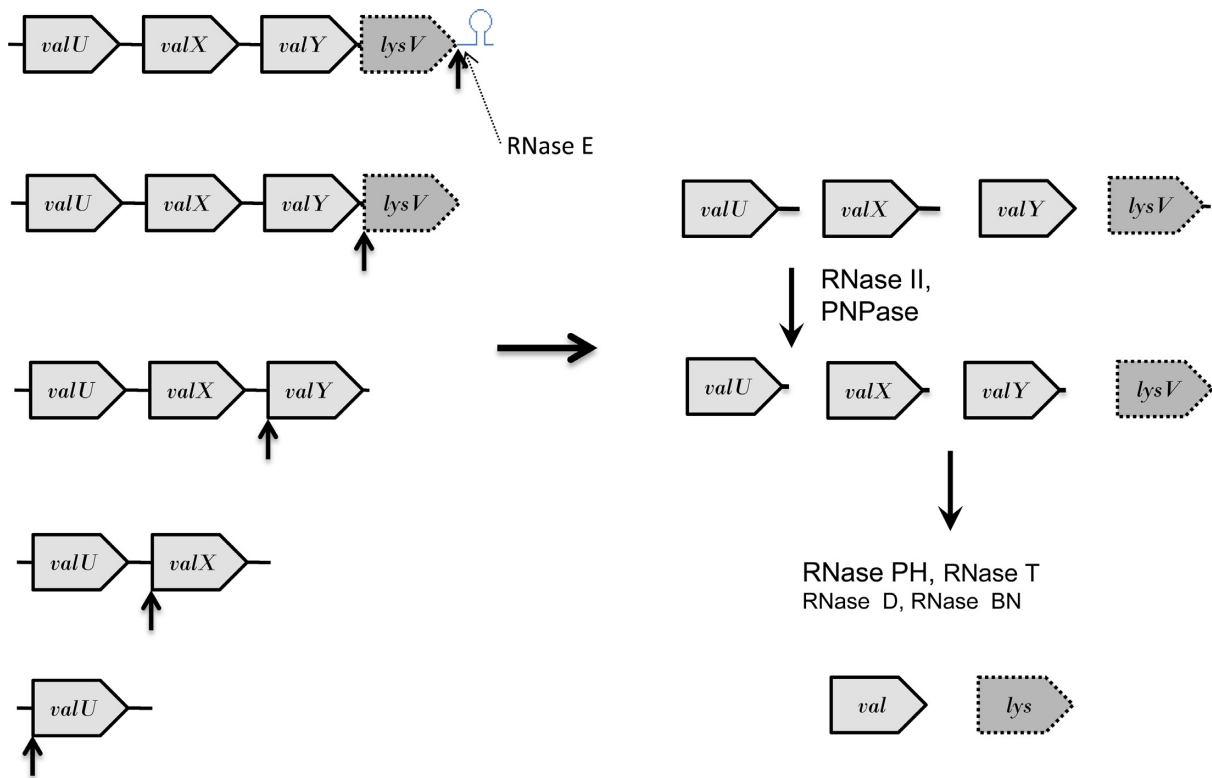 valU valX valY lysV
RNase E
valU valX valY lysV
valU valX valY
valU valX
valU
valU valX valY lysV
RNase II,
PNPase
valU valX valY lysV
RNase PH, RNase T
RNase D, RNase BN
val lys